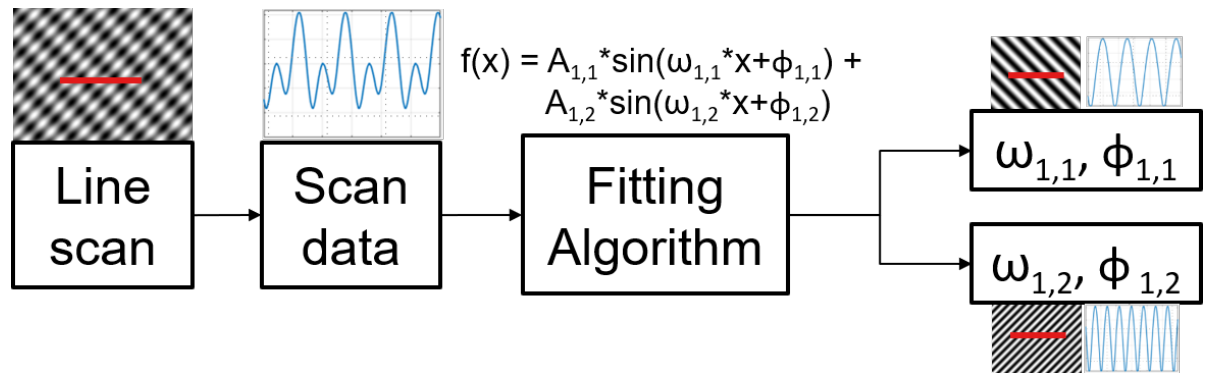 f(x) = A₁,₁*sin(ω₁,₁*x+ϕ₁,₁) +
A₁,₂*sin(ω₁,₂*x+ϕ₁,₂)
Line
scan
Scan
data
Fitting
Algorithm
ω₁,₁, ϕ₁,₁
ω₁,₂, ϕ ₁,₂